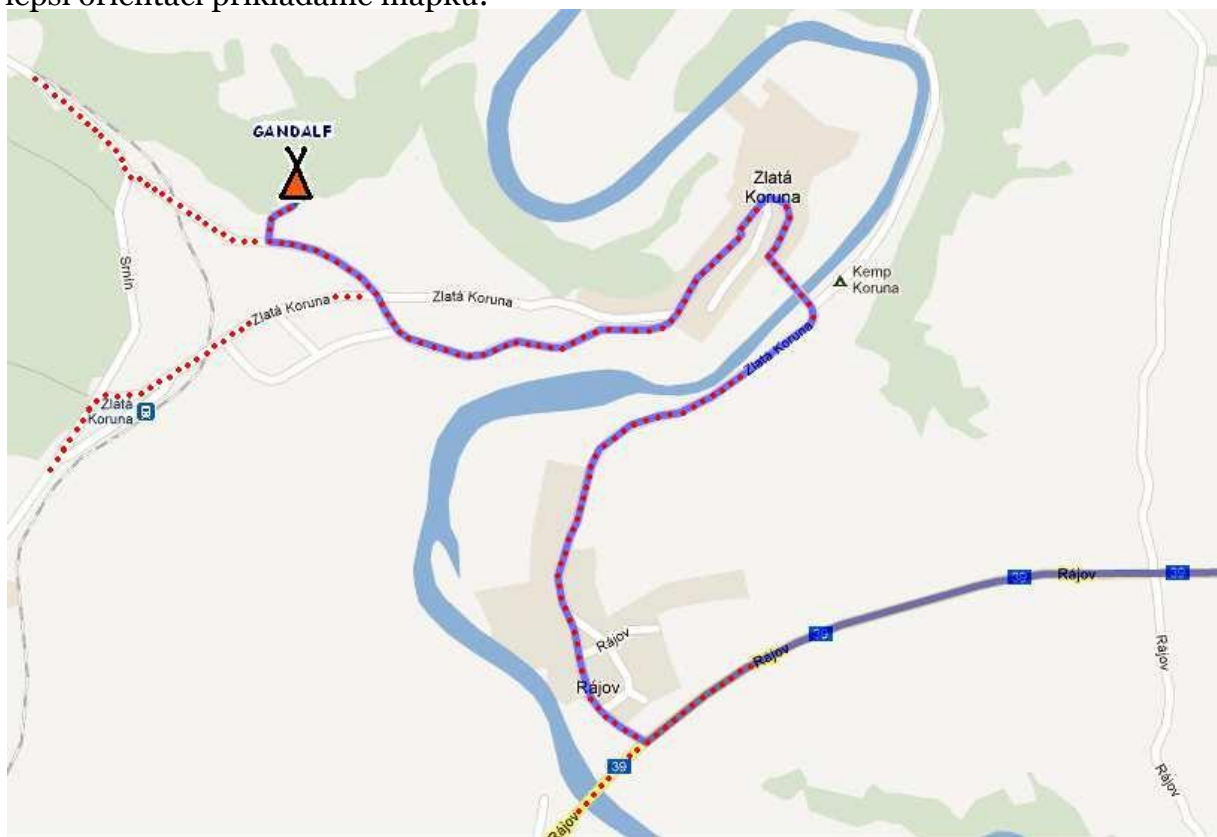 lepší orientaci přikládáme mapku:
GANDALF
Zlatá
Koruna
Srnín
Kemp
Koruna
Zlatá Koruna
Zlatá Koruna
Zlatá Koruna
Zlatá
Koruna
39
Rájov
39
39
Rájov
Rájov
Rájov
Rájov
39
Rájov
Rájov